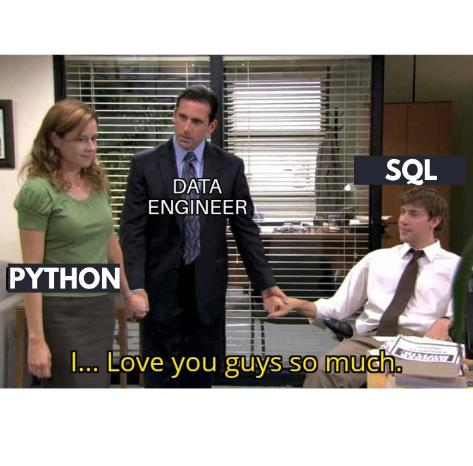 SQL
DATA
ENGINEER
PYTHON
I... Love you guys so much.